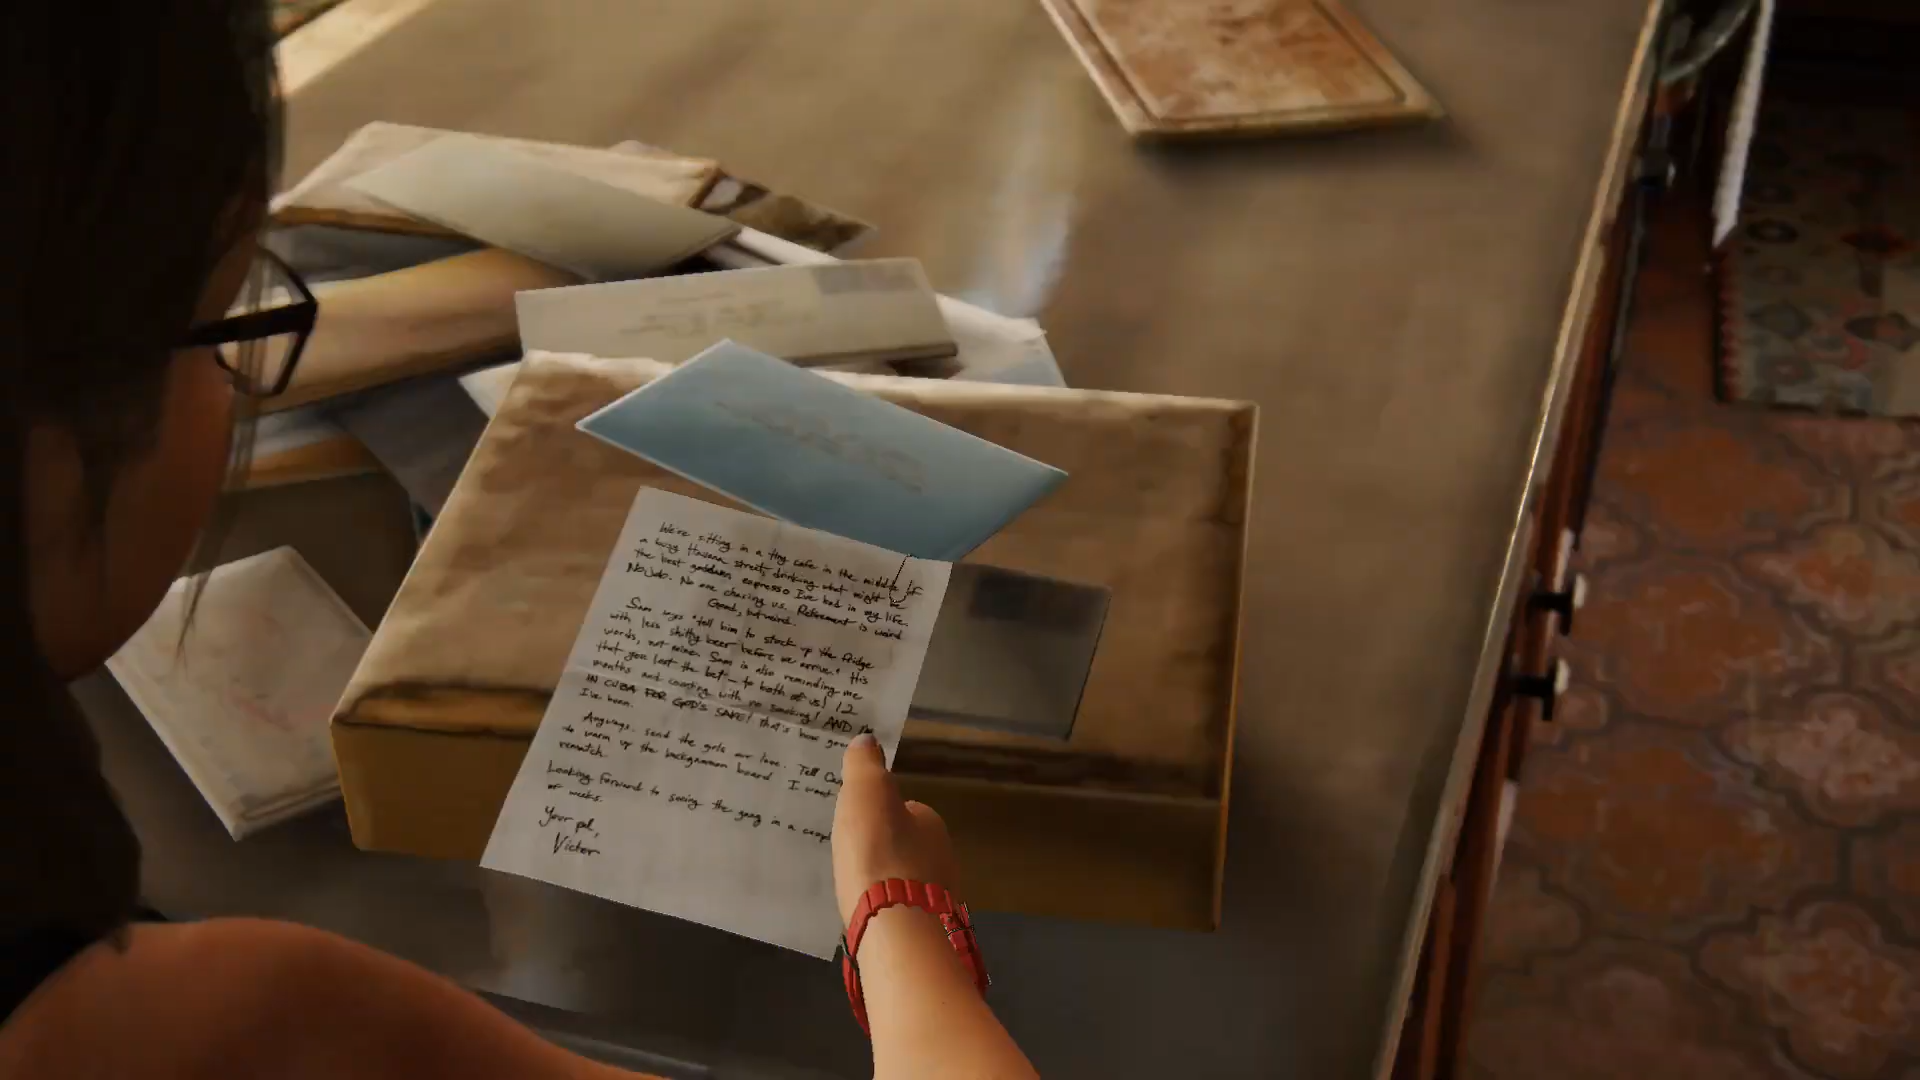 We're sitting in a tiny cafe in the middle of
a busy Havana street, drinking what might be
the best goddamn espresso I've had in my life.
No job. No one chasing us. Retirement is weird.
Good, but weird.
Sam says "tell him to stock up the fridge
with less shitty beer before we arrive." His
words, not mine. Sam is also reminding me
that you lost the bet — to both of us! 12
months and counting with no smoking! AND
IN CUBA FOR GOD'S SAKE! That's how
I've been.
Anyways, send the girls our love. Tell
to warm up the backgammon board. I want
rematch.
Looking forward to seeing the gang in a
of weeks.
Your pal,
Victor